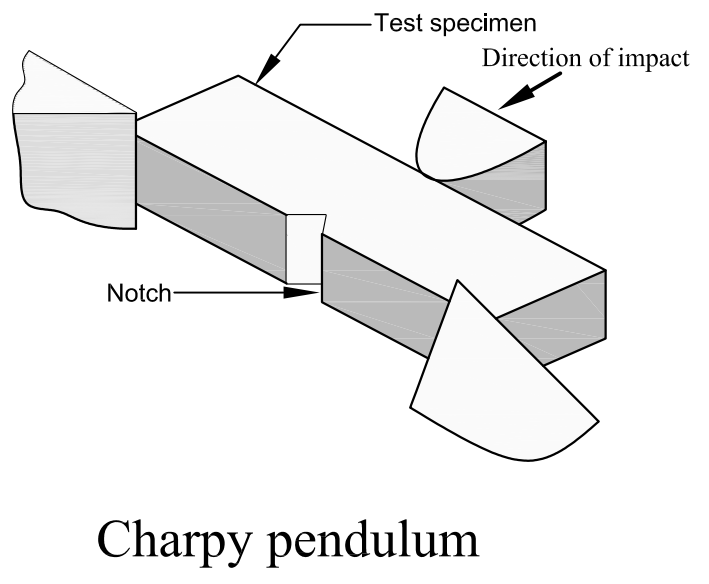 Test specimen
Direction of impact
Notch
Charpy pendulum